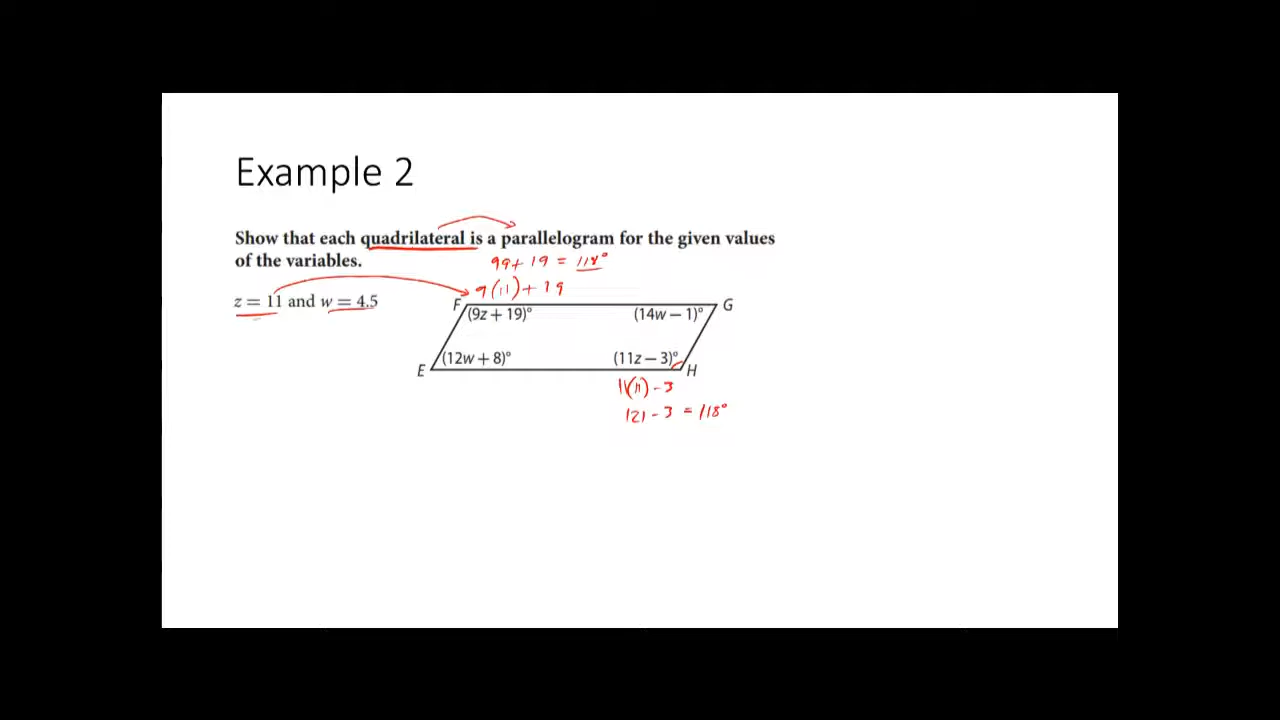 Example 2
Show that each quadrilateral is a parallelogram for the given values
of the variables.
99 + 19 = 118°
9(11) + 19
z = 11 and w = 4.5
F
G
(9z + 19)°
(14w − 1)°
(12w + 8)°
(11z − 3)°
E
H
11(11) - 3
121 - 3 = 118°